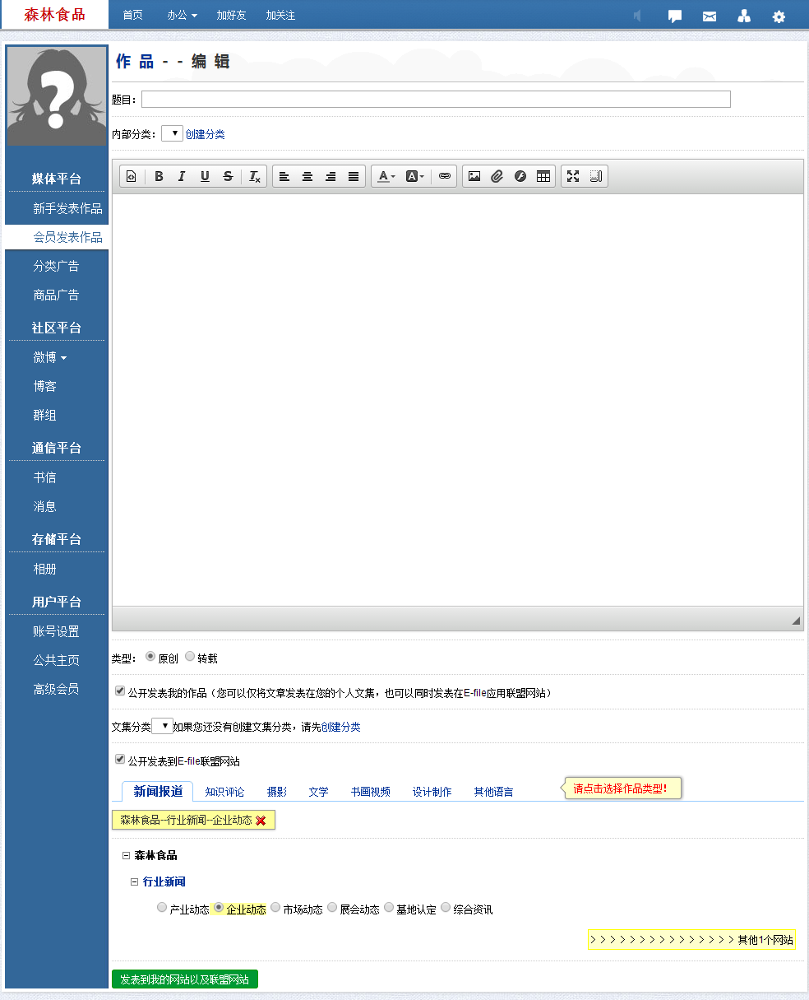 森林食品 首页 办公 加好友 加关注
作 品 - - 编 辑
题目：
内部分类： 创建分类
媒体平台
新手发表作品
会员发表作品
分类广告
商品广告
社区平台
微博
博客
群组
通信平台
书信
消息
存储平台
相册
用户平台
账号设置
公共主页
高级会员
类型： 原创 转载
公开发表我的作品（您可以仅将文章发表在您的个人文集，也可以同时发表在E-file应用联盟网站）
文集分类 如果您还没有创建文集分类，请先创建分类
公开发表到E-file联盟网站
新闻报道 知识评论 摄影 文学 书画视频 设计制作 其他语言 请点击选择作品类型!
森林食品--行业新闻--企业动态
森林食品
行业新闻
产业动态 企业动态 市场动态 展会动态 基地认定 综合资讯
>>>>>>>>>>>>>>>其他1个网站
发表到我的网站以及联盟网站